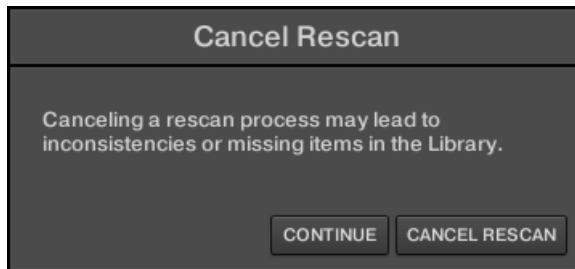 Cancel Rescan
Canceling a rescan process may lead to
inconsistencies or missing items in the Library.
CONTINUE
CANCEL RESCAN